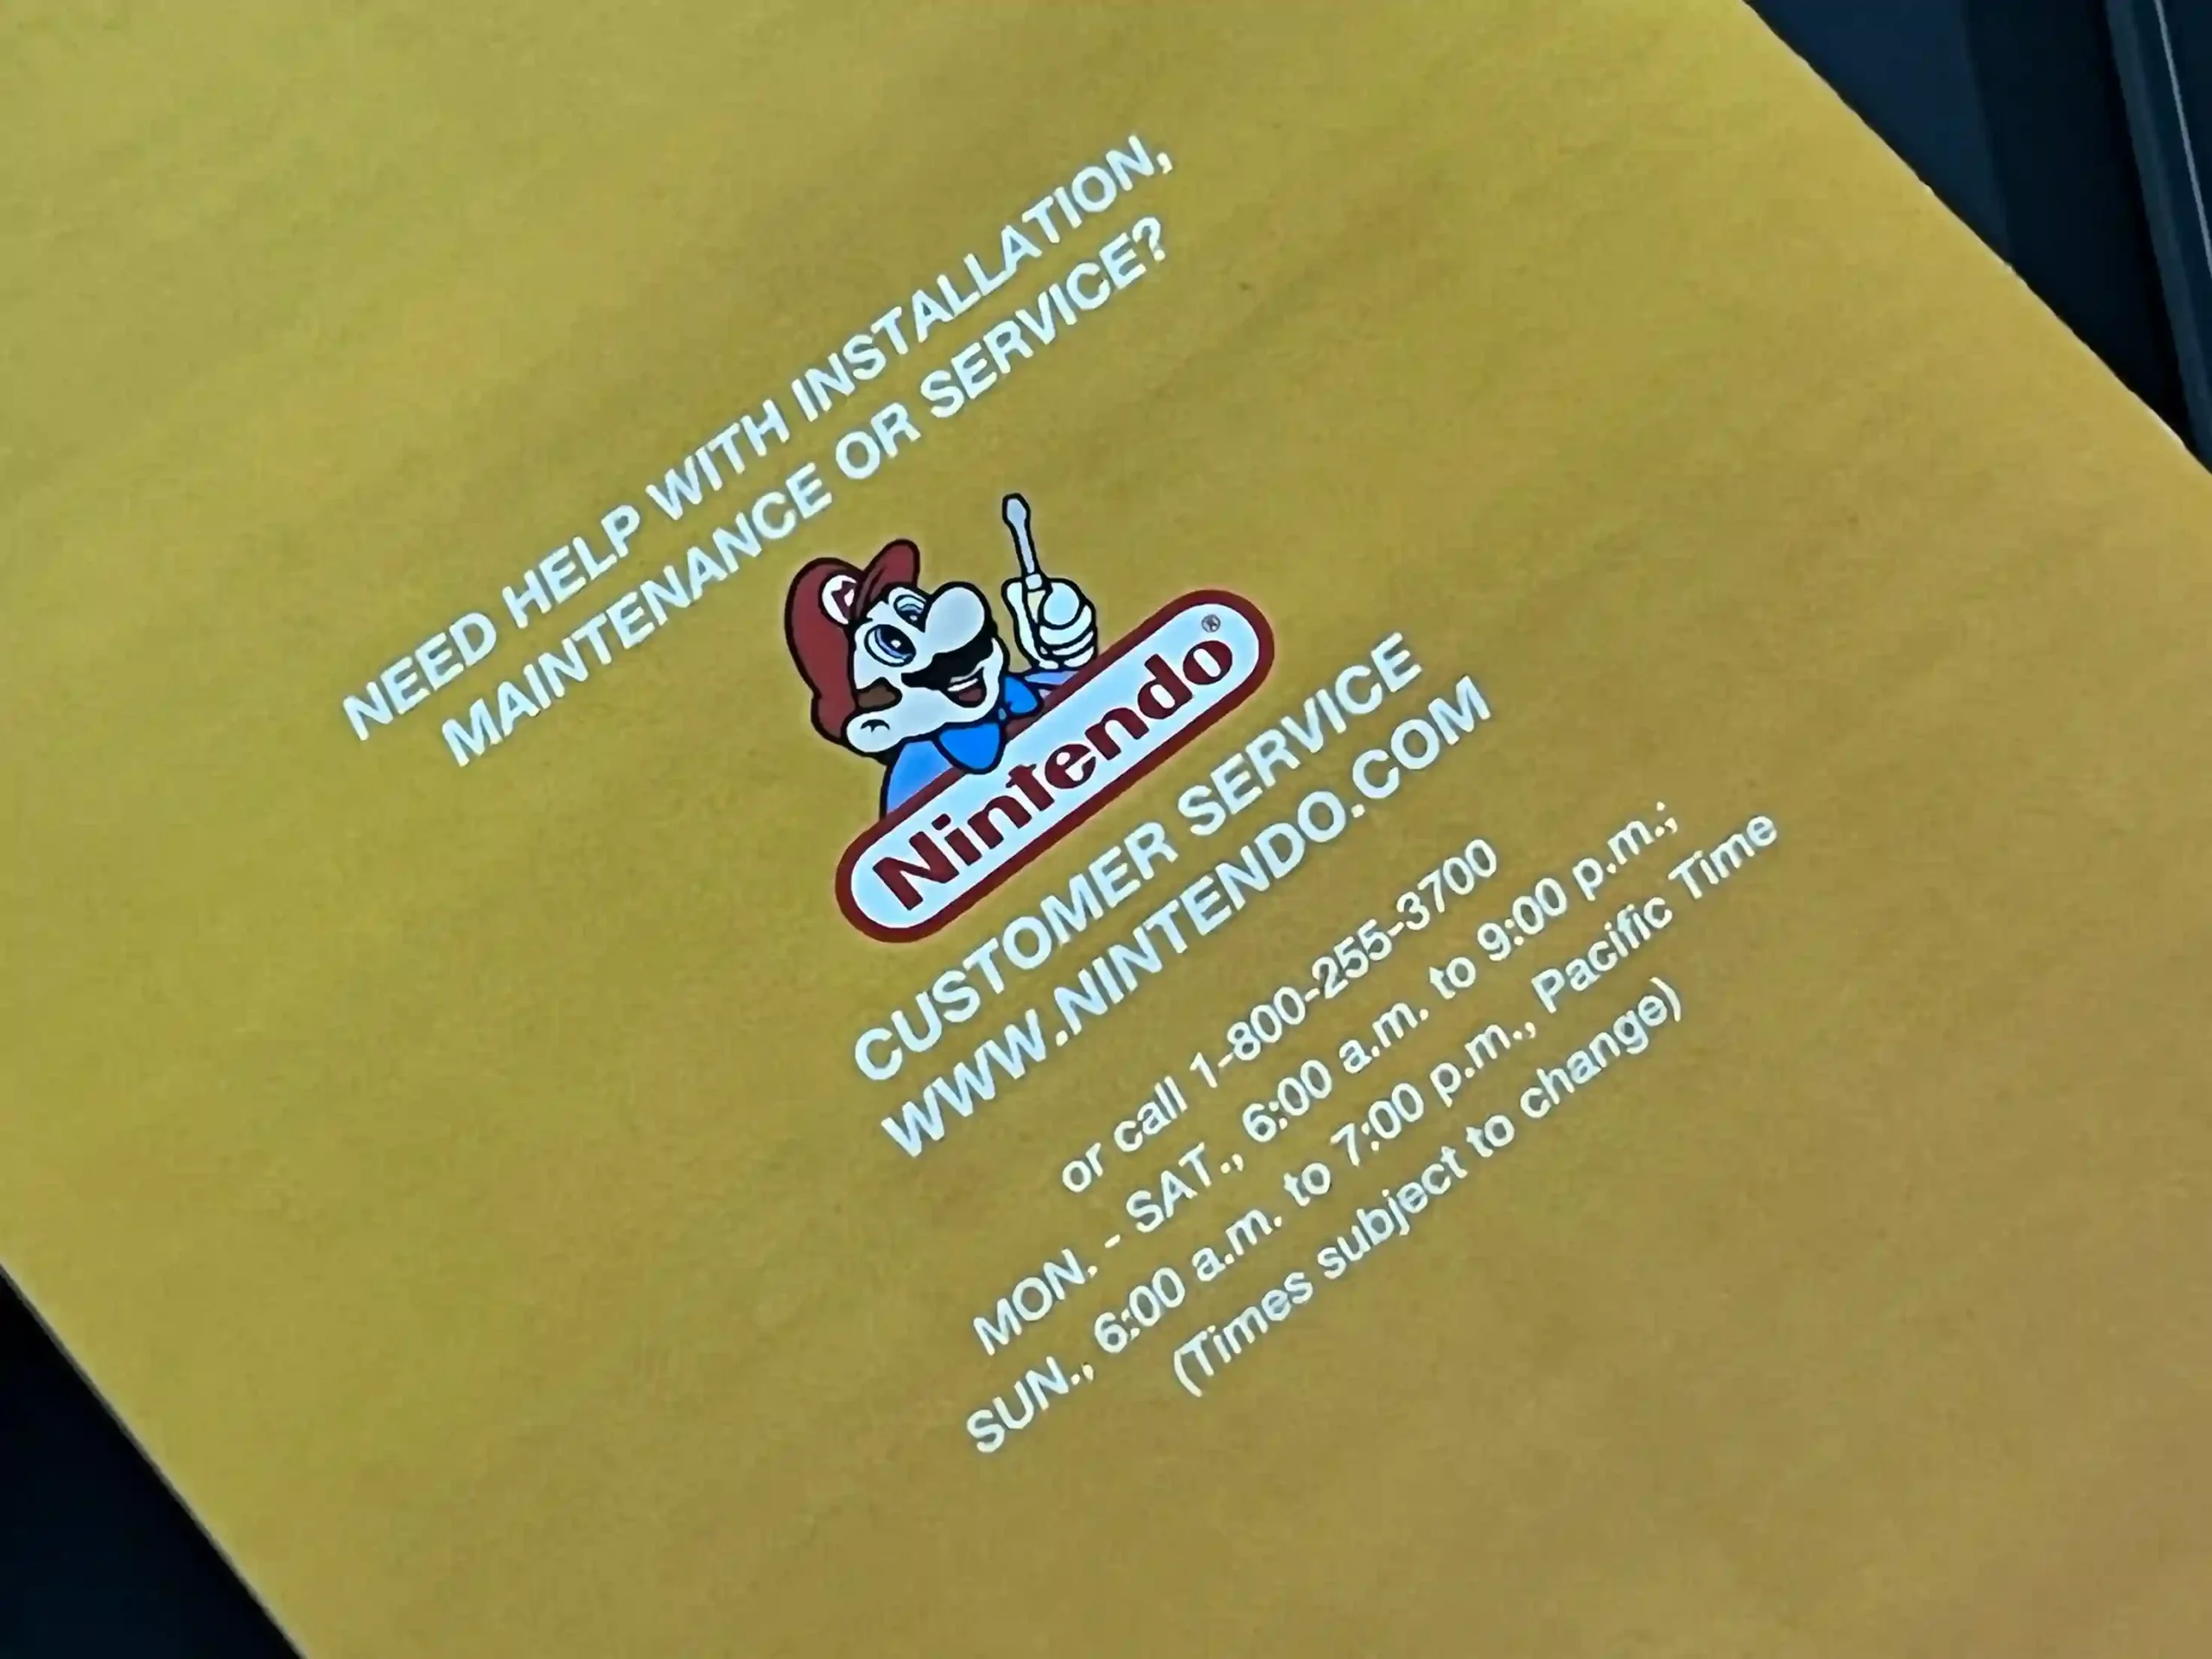 NEED HELP WITH INSTALLATION,
MAINTENANCE OR SERVICE?
M
Nintendo®
CUSTOMER SERVICE
WWW.NINTENDO.COM
or call 1-800-255-3700
MON. - SAT., 6:00 a.m. to 9:00 p.m.;
SUN., 6:00 a.m. to 7:00 p.m., Pacific Time
(Times subject to change)